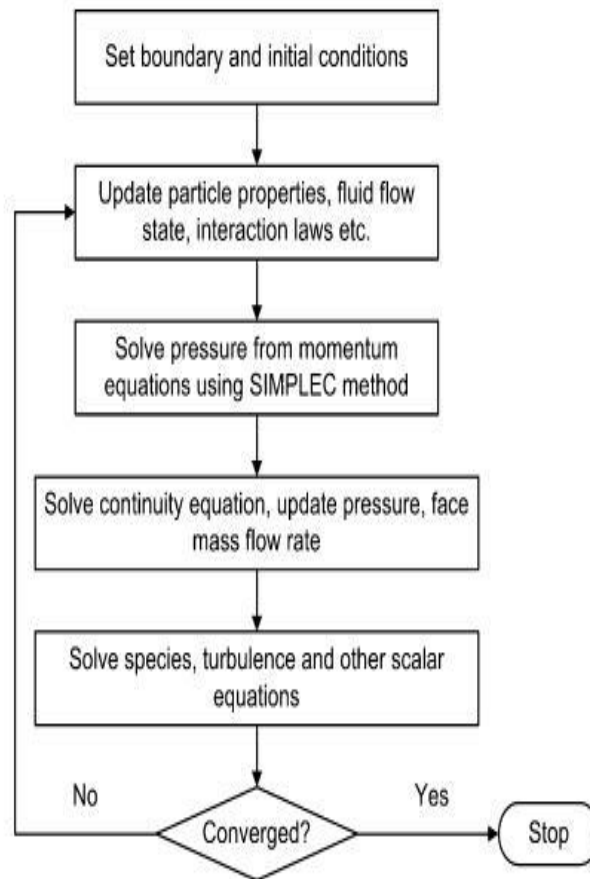 Set boundary and initial conditions
Update particle properties, fluid flow
state, interaction laws etc.
Solve pressure from momentum
equations using SIMPLEC method
Solve continuity equation, update pressure, face
mass flow rate
Solve species, turbulence and other scalar
equations
No
Yes
Converged?
Stop